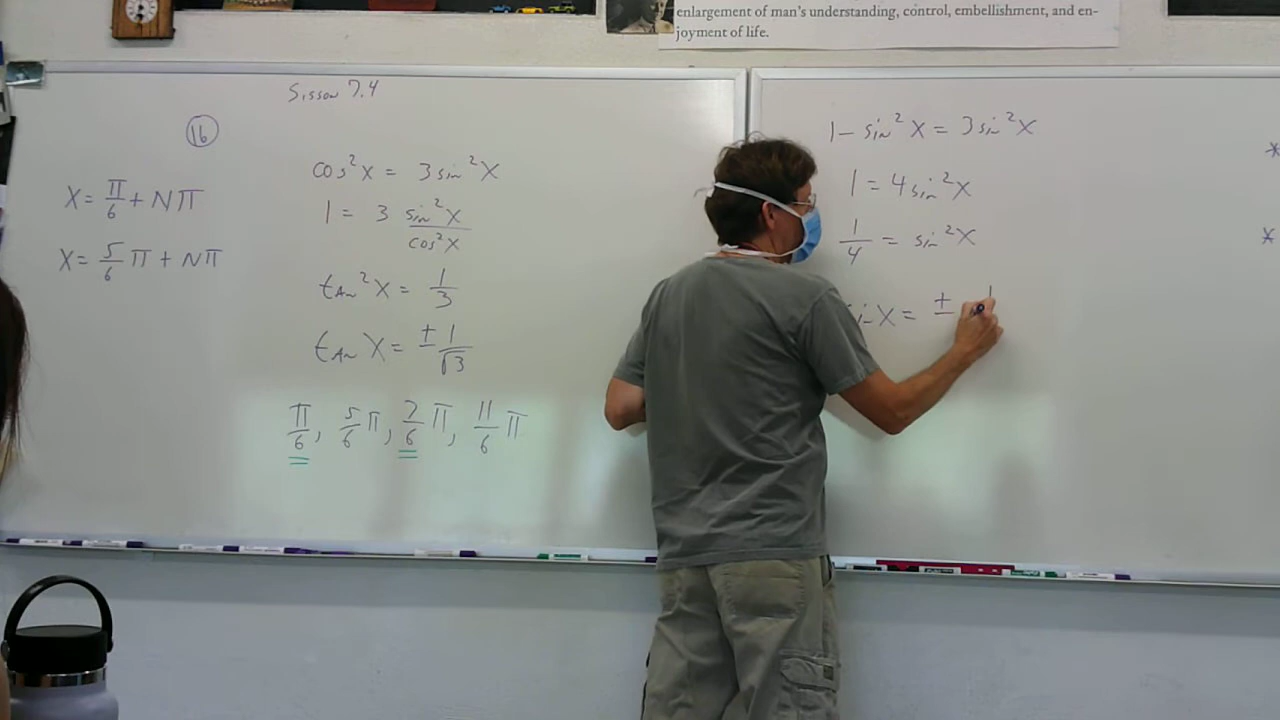 enlargement of man's understanding, control, embellishment, and en-
joyment of life.
Sisson 7.4
16
x = π/6 + Nπ
x = 5/6 π + Nπ
cos²x = 3 sin²x
1 = 3 sin²x/cos²x
tan²x = 1/3
tan x = ± 1/√3
π/6, 5/6 π, 7/6 π, 11/6 π
1 - sin²x = 3 sin²x
1 = 4 sin²x
1/4 = sin²x
x = ±
*
*